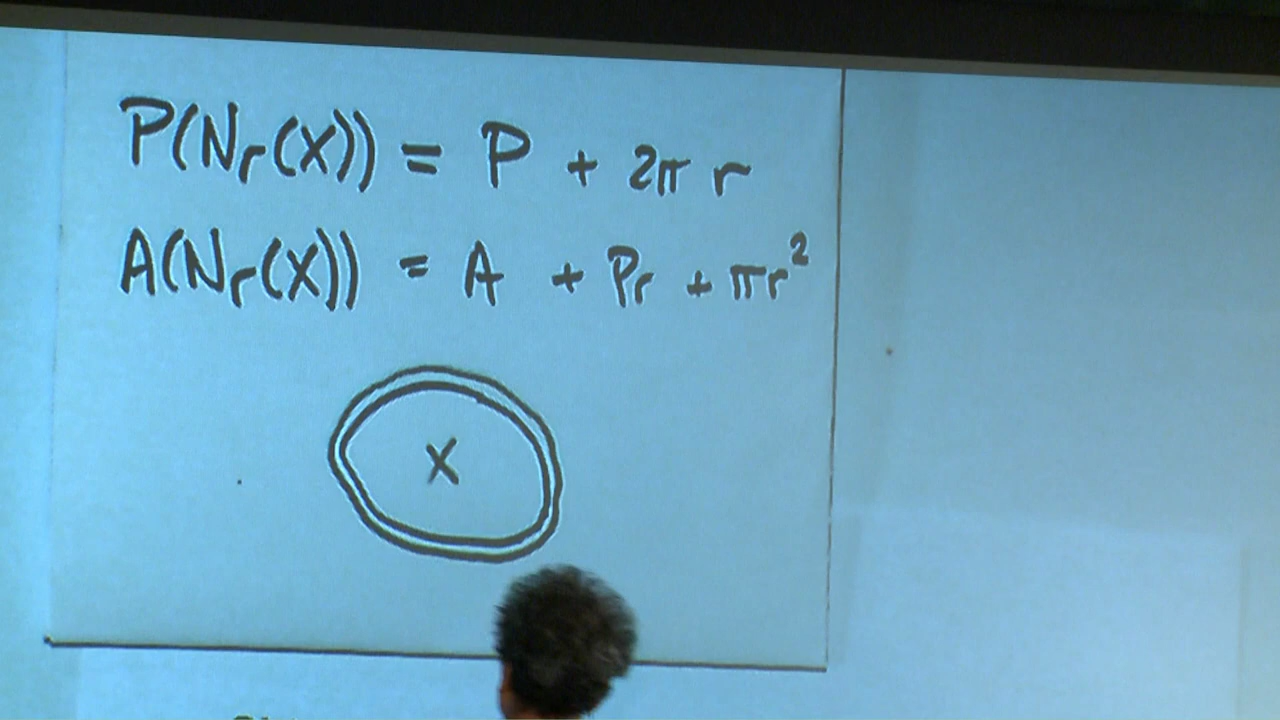 P(Nr(X)) = P + 2π r
A(Nr(X)) = A + Pr + πr²
X